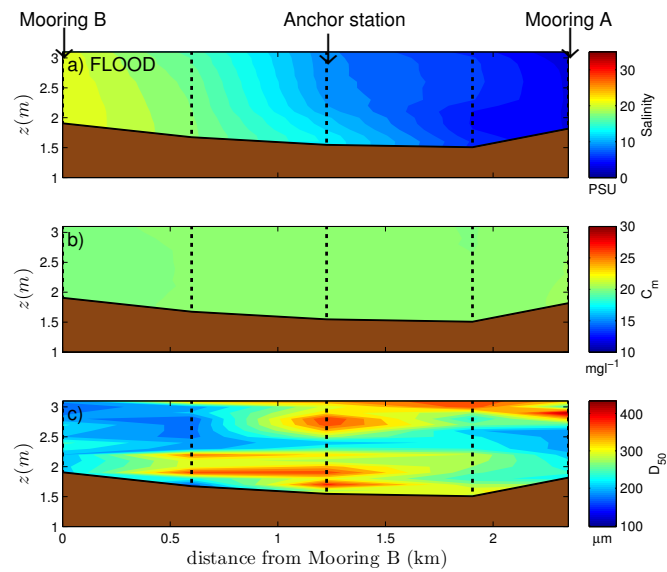 Mooring B Anchor station Mooring A
a) FLOOD
z(m)
3
2.5
2
1.5
1
30
20
10
0
Salinity
PSU
b)
z(m)
3
2.5
2
1.5
1
30
25
20
15
10
Cm
mgl−1
c)
z(m)
3
2.5
2
1.5
1
400
300
200
100
D50
μm
0 0.5 1 1.5 2
distance from Mooring B (km)